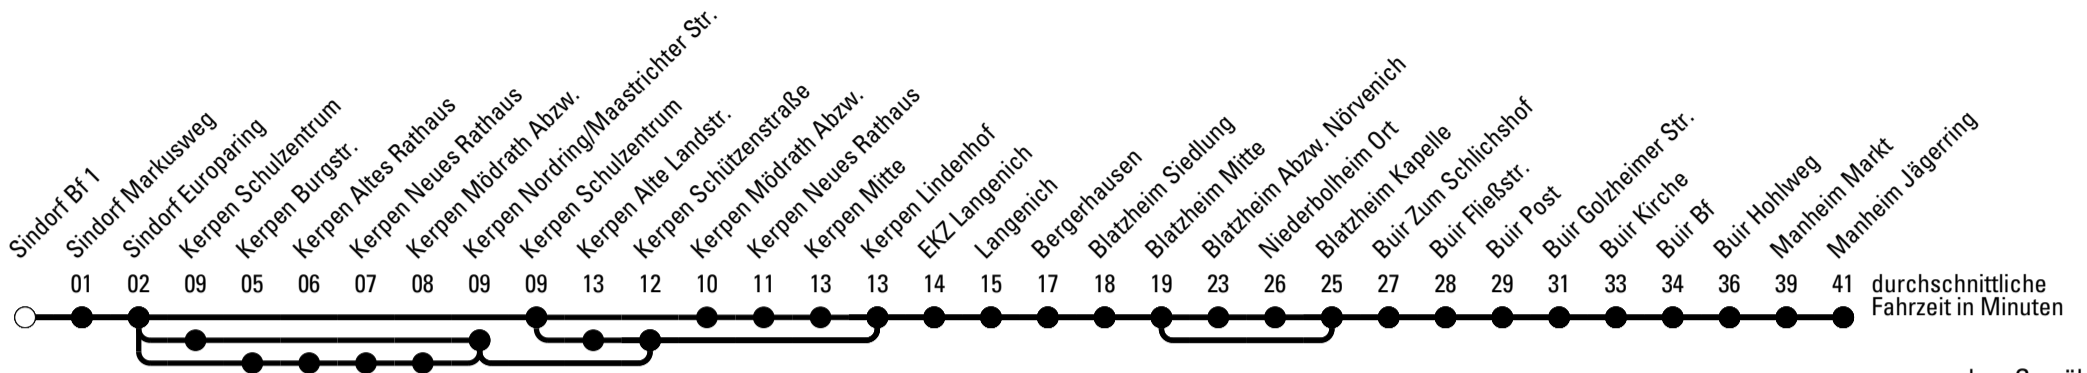 Sindorf Bf 1
Sindorf Markusweg
Sindorf Europaring
Kerpen Schulzentrum
Kerpen Burgstr.
Kerpen Altes Rathaus
Kerpen Neues Rathaus
Kerpen Mödrath Abzw.
Kerpen Nordring/Maastrichter Str.
Kerpen Schulzentrum
Kerpen Alte Landstr.
Kerpen Schützenstraße
Kerpen Mödrath Abzw.
Kerpen Neues Rathaus
Kerpen Mitte
Kerpen Lindenhof
EKZ Langenich
Langenich
Bergerhausen
Blatzheim Siedlung
Blatzheim Mitte
Blatzheim Abzw. Nörvenich
Niederbolheim Ort
Blatzheim Kapelle
Buir Zum Schlichshof
Buir Fließstr.
Buir Post
Buir Golzheimer Str.
Buir Kirche
Buir Bf
Buir Hohlweg
Manheim Markt
Manheim Jägerring
01 02 09 05 06 07 08 09 09 13 12 10 11 13 13 14 15 17 18 19 23 26 25 27 28 29 31 33 34 36 39 41 durchschnittliche
Fahrzeit in Minuten